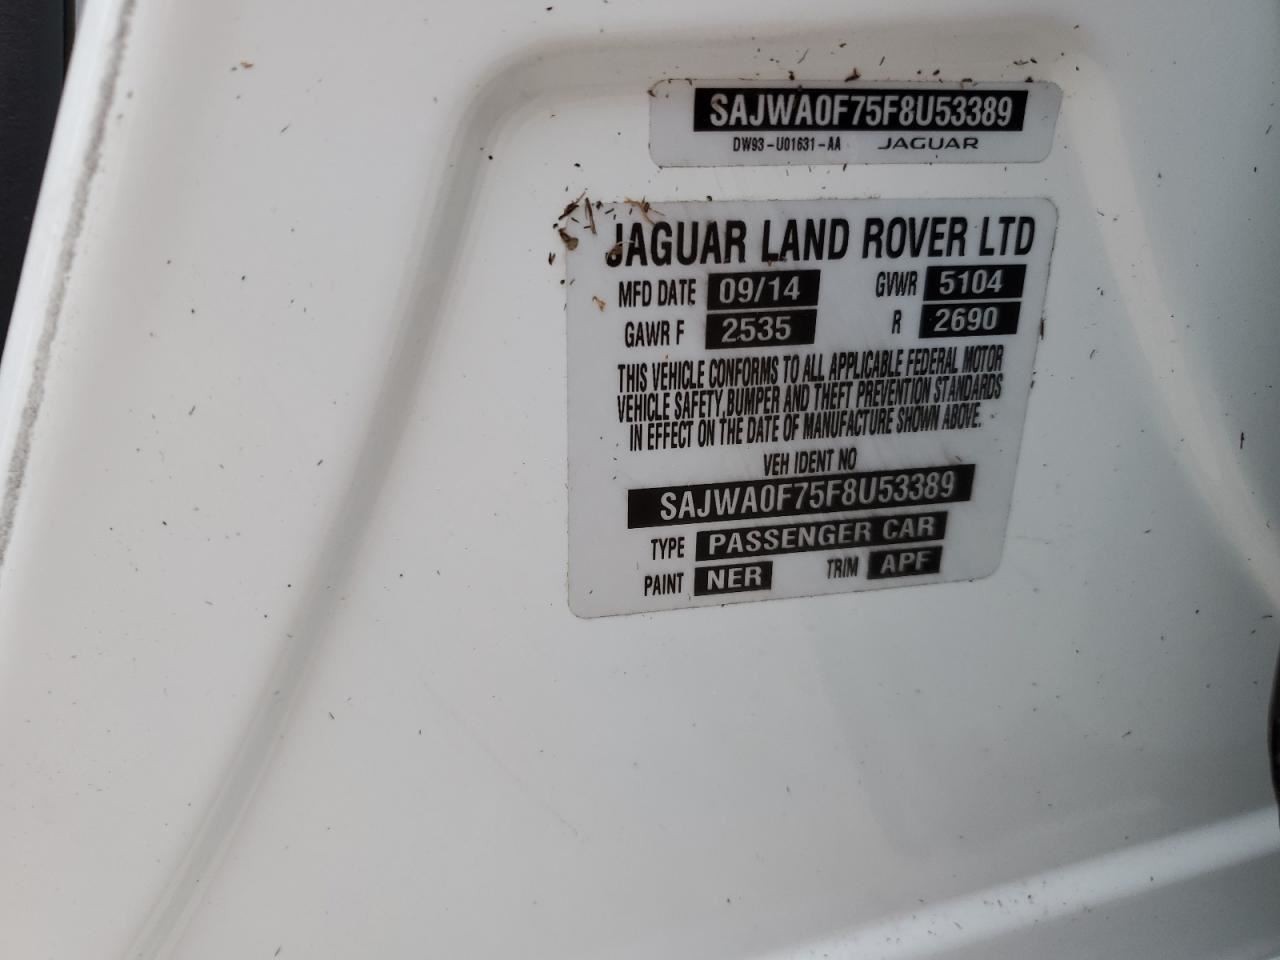 SAJWA0F75F8U53389
DW93-U01631-AA JAGUAR
JAGUAR LAND ROVER LTD
MFD DATE 09/14 GVWR 5104
GAWR F 2535 R 2690
THIS VEHICLE CONFORMS TO ALL APPLICABLE FEDERAL MOTOR
VEHICLE SAFETY,BUMPER AND THEFT PREVENTION STANDARDS
IN EFFECT ON THE DATE OF MANUFACTURE SHOWN ABOVE.
VEH IDENT NO
SAJWA0F75F8U53389
TYPE PASSENGER CAR
PAINT NER TRIM APF